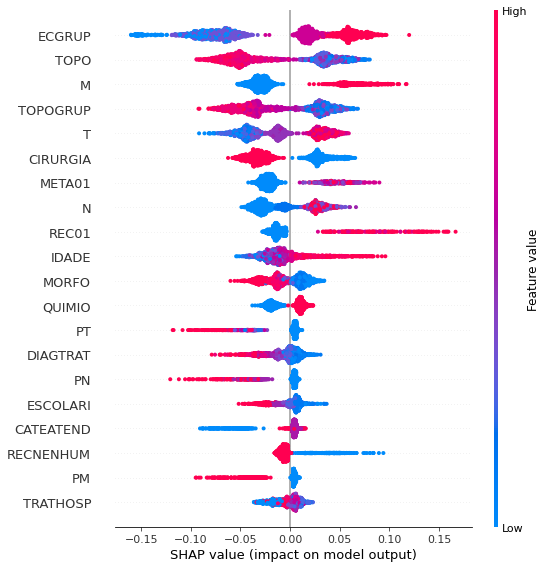 High
ECGRUP
TOPO
M
TOPOGRUP
T
CIRURGIA
META01
N
REC01
IDADE
MORFO
QUIMIO
PT
DIAGTRAT
PN
ESCOLARI
CATEATEND
RECNENHUM
PM
TRATHOSP
Feature value
Low
−0.15 −0.10 −0.05 0.00 0.05 0.10 0.15
SHAP value (impact on model output)